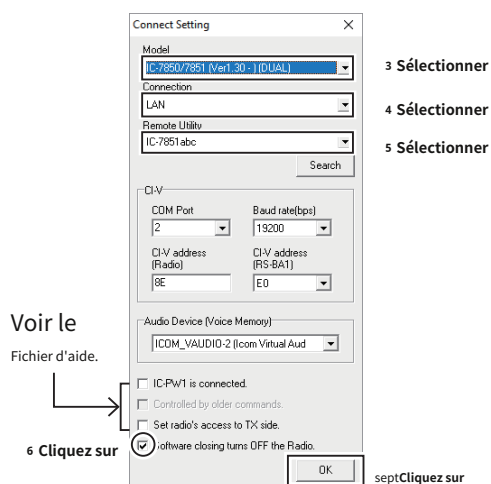 Connect Setting
Model
IC-7850/7851 (Ver1.30 - ) (DUAL)
3 Sélectionner
Connection
LAN
4 Sélectionner
Remote Utility
IC-7851abc
5 Sélectionner
Search
CI-V
COM Port Baud rate(bps)
2 19200
CI-V address (Radio) CI-V address (RS-BA1)
8E E0
Audio Device (Voice Memory)
ICOM_VAUDIO-2 (Icom Virtual Aud
Voir le
Fichier d'aide.
IC-PW1 is connected.
Controlled by older commands.
Set radio's access to TX side.
6 Cliquez sur
Software closing turns OFF the Radio.
OK
septCliquez sur